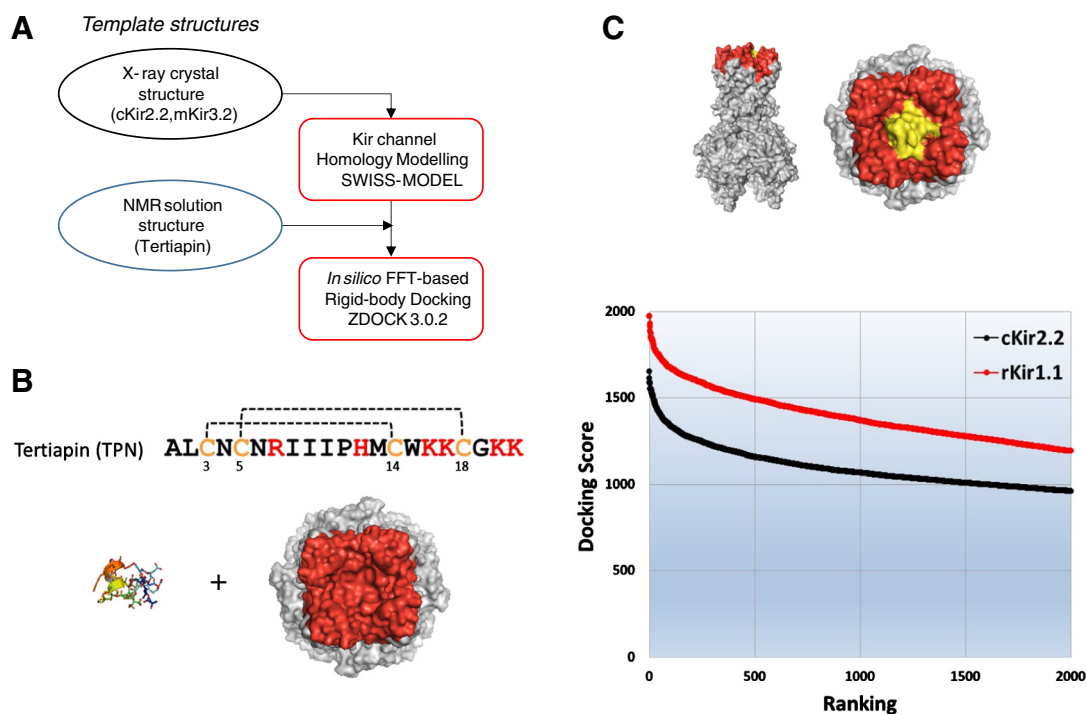 A
Template structures
X- ray crystal
structure
(cKir2.2,mKir3.2)
Kir channel
Homology Modelling
SWISS-MODEL
NMR solution
structure
(Tertiapin)
In silico FFT-based
Rigid-body Docking
ZDOCK 3.0.2
B
Tertiapin (TPN) ALCNCNRIIIPHMCWKKCGKK
3 5 14 18
+
C
2000
1500
1000
500
0
Docking Score
cKir2.2
rKir1.1
0 500 1000 1500 2000
Ranking